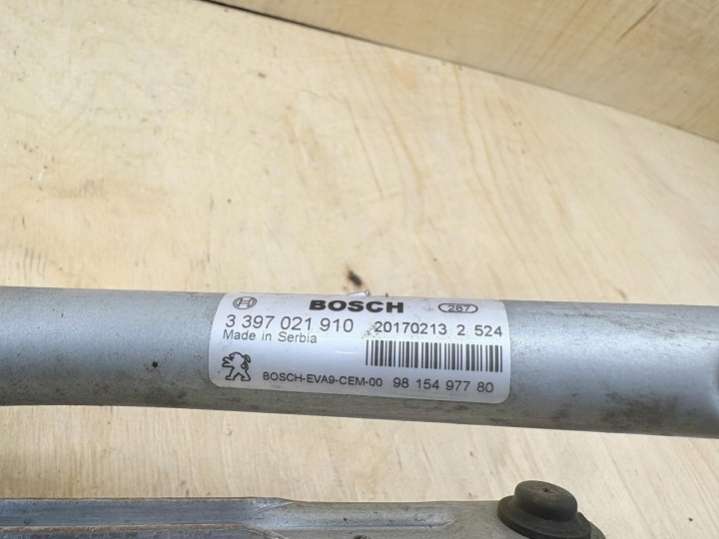 BOSCH 287
3 397 021 910 20170213 2 524
Made in Serbia
BOSCH-EVA9-CEM-00 98 154 977 80